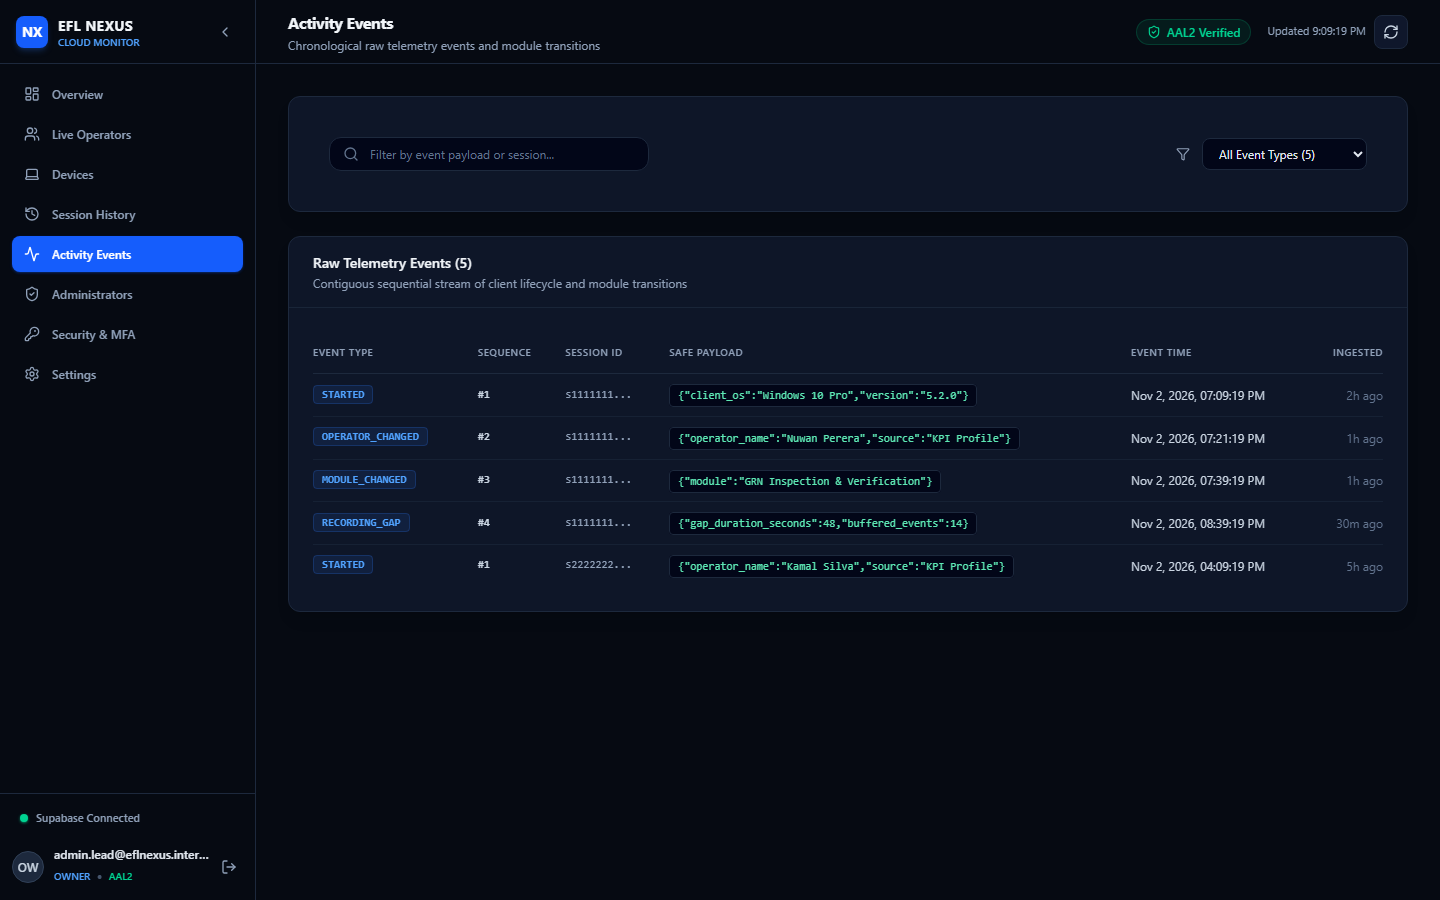 NX
EFL NEXUS
CLOUD MONITOR
Overview
Live Operators
Devices
Session History
Activity Events
Administrators
Security & MFA
Settings
Supabase Connected
OW
admin.lead@eflnexus.inter...
OWNER • AAL2
Activity Events
Chronological raw telemetry events and module transitions
AAL2 Verified
Updated 9:09:19 PM
Filter by event payload or session...
All Event Types (5)
Raw Telemetry Events (5)
Contiguous sequential stream of client lifecycle and module transitions
EVENT TYPE SEQUENCE SESSION ID SAFE PAYLOAD EVENT TIME INGESTED
STARTED #1 s1111111... {"client_os":"Windows 10 Pro","version":"5.2.0"} Nov 2, 2026, 07:09:19 PM 2h ago
OPERATOR_CHANGED #2 s1111111... {"operator_name":"Nuwan Perera","source":"KPI Profile"} Nov 2, 2026, 07:21:19 PM 1h ago
MODULE_CHANGED #3 s1111111... {"module":"GRN Inspection & Verification"} Nov 2, 2026, 07:39:19 PM 1h ago
RECORDING_GAP #4 s1111111... {"gap_duration_seconds":48,"buffered_events":14} Nov 2, 2026, 08:39:19 PM 30m ago
STARTED #1 s2222222... {"operator_name":"Kamal Silva","source":"KPI Profile"} Nov 2, 2026, 04:09:19 PM 5h ago